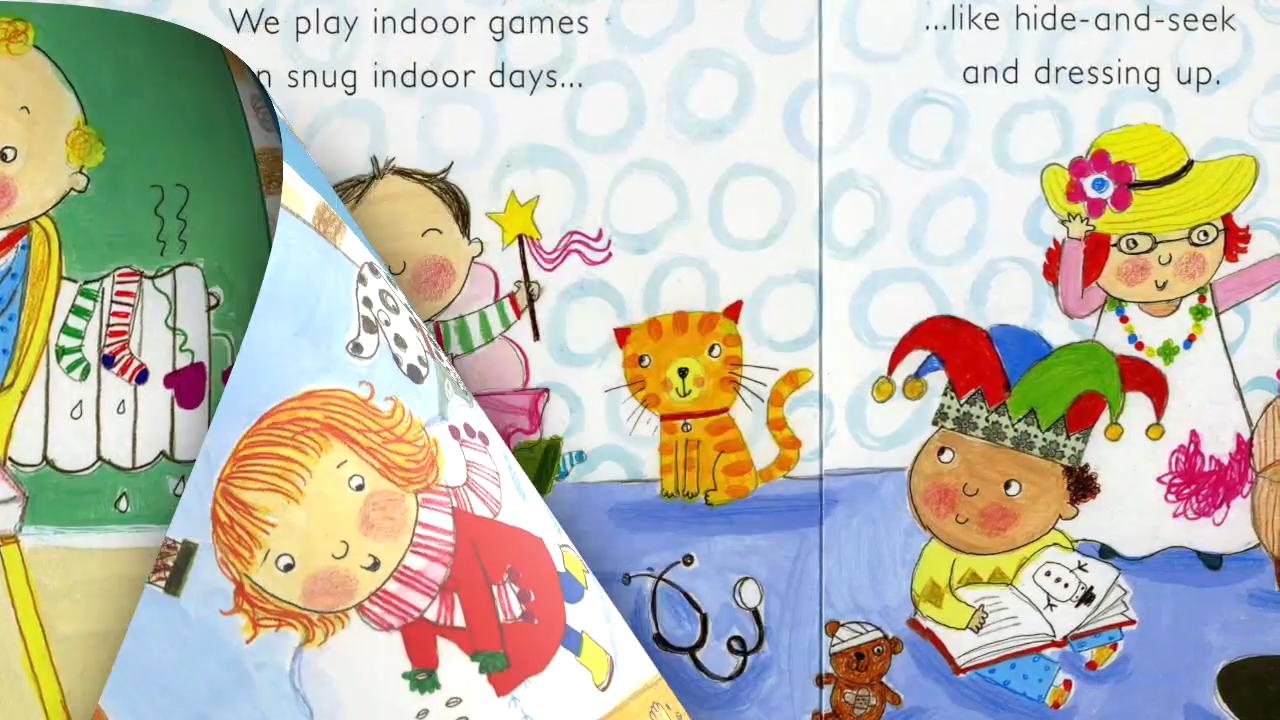 We play indoor games
n snug indoor days...
...like hide-and-seek
and dressing up.